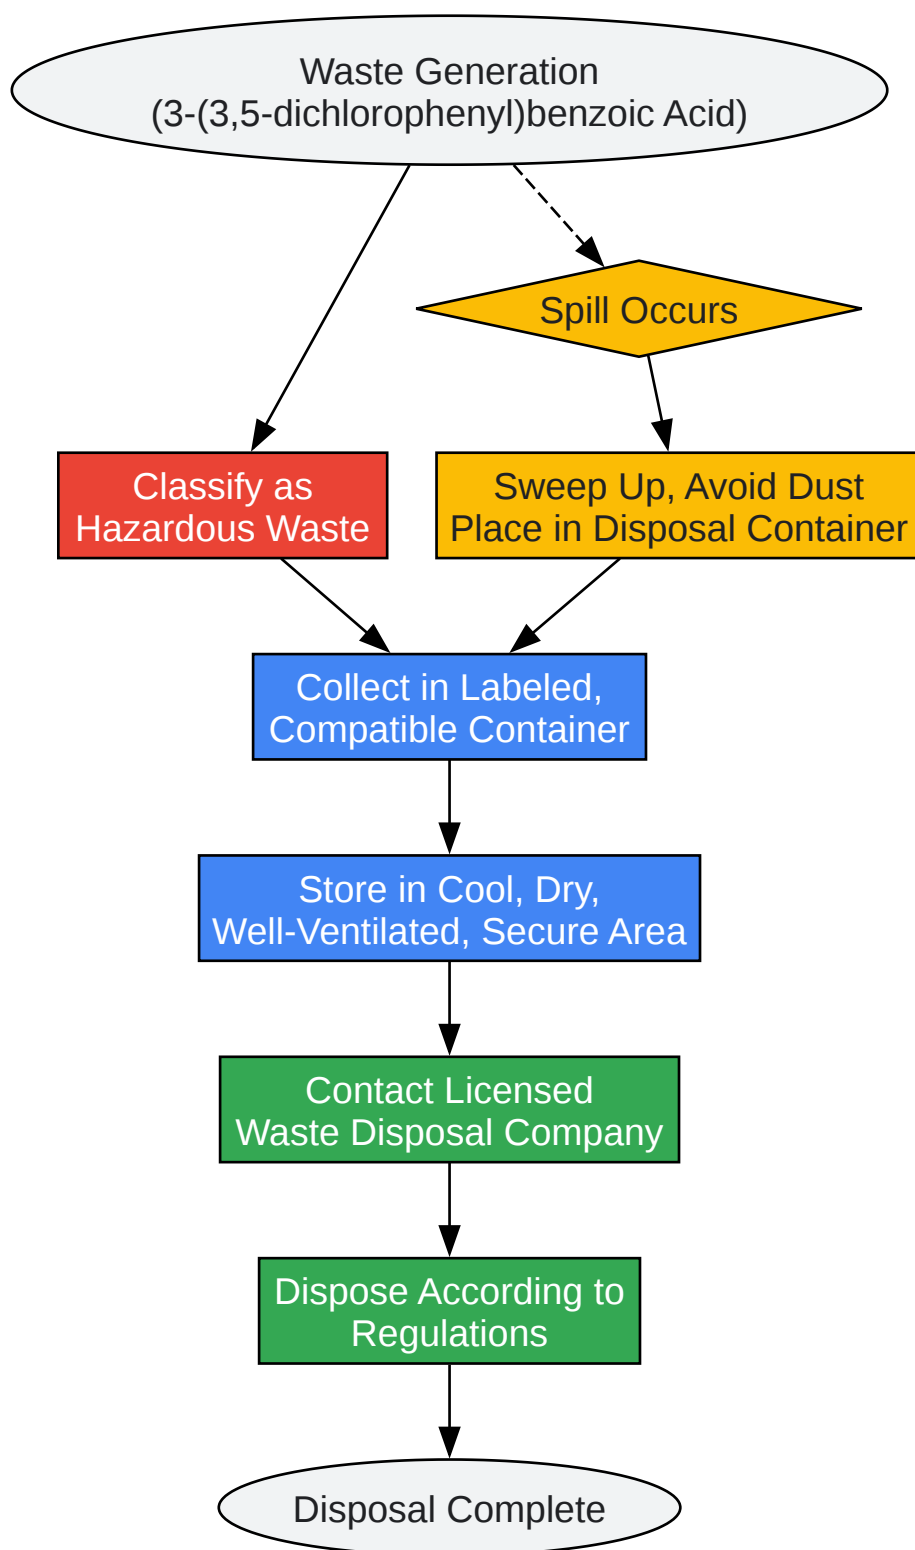 Waste Generation
(3-(3,5-dichlorophenyl)benzoic Acid)
Spill Occurs
Classify as
Hazardous Waste
Sweep Up, Avoid Dust
Place in Disposal Container
Collect in Labeled,
Compatible Container
Store in Cool, Dry,
Well-Ventilated, Secure Area
Contact Licensed
Waste Disposal Company
Dispose According to
Regulations
Disposal Complete